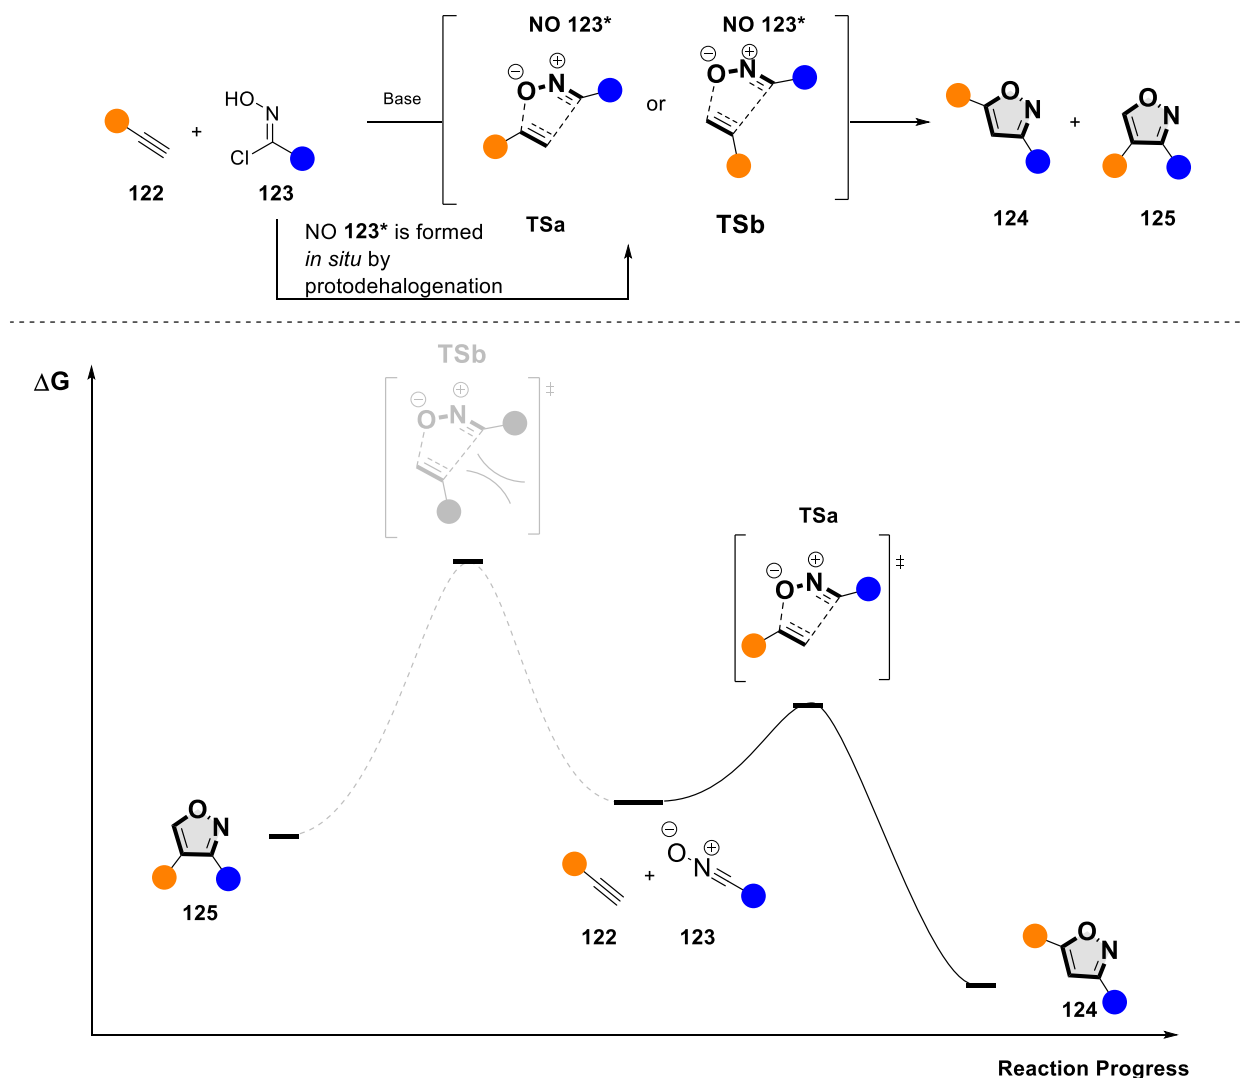 NO 123*
NO 123*
⊖ O N ⊕
⊖ O N ⊕
HO N
Cl
+
Base
or
O N
+
O N
122
123
TSa
TSb
124
125
NO 123* is formed
in situ by
protodehalogenation
TSb
ΔG
⊖ O N ⊕ ‡
TSa
⊖ O N ⊕ ‡
O N
125
+
⊖ O N ⊕
122
123
O N
124
Reaction Progress